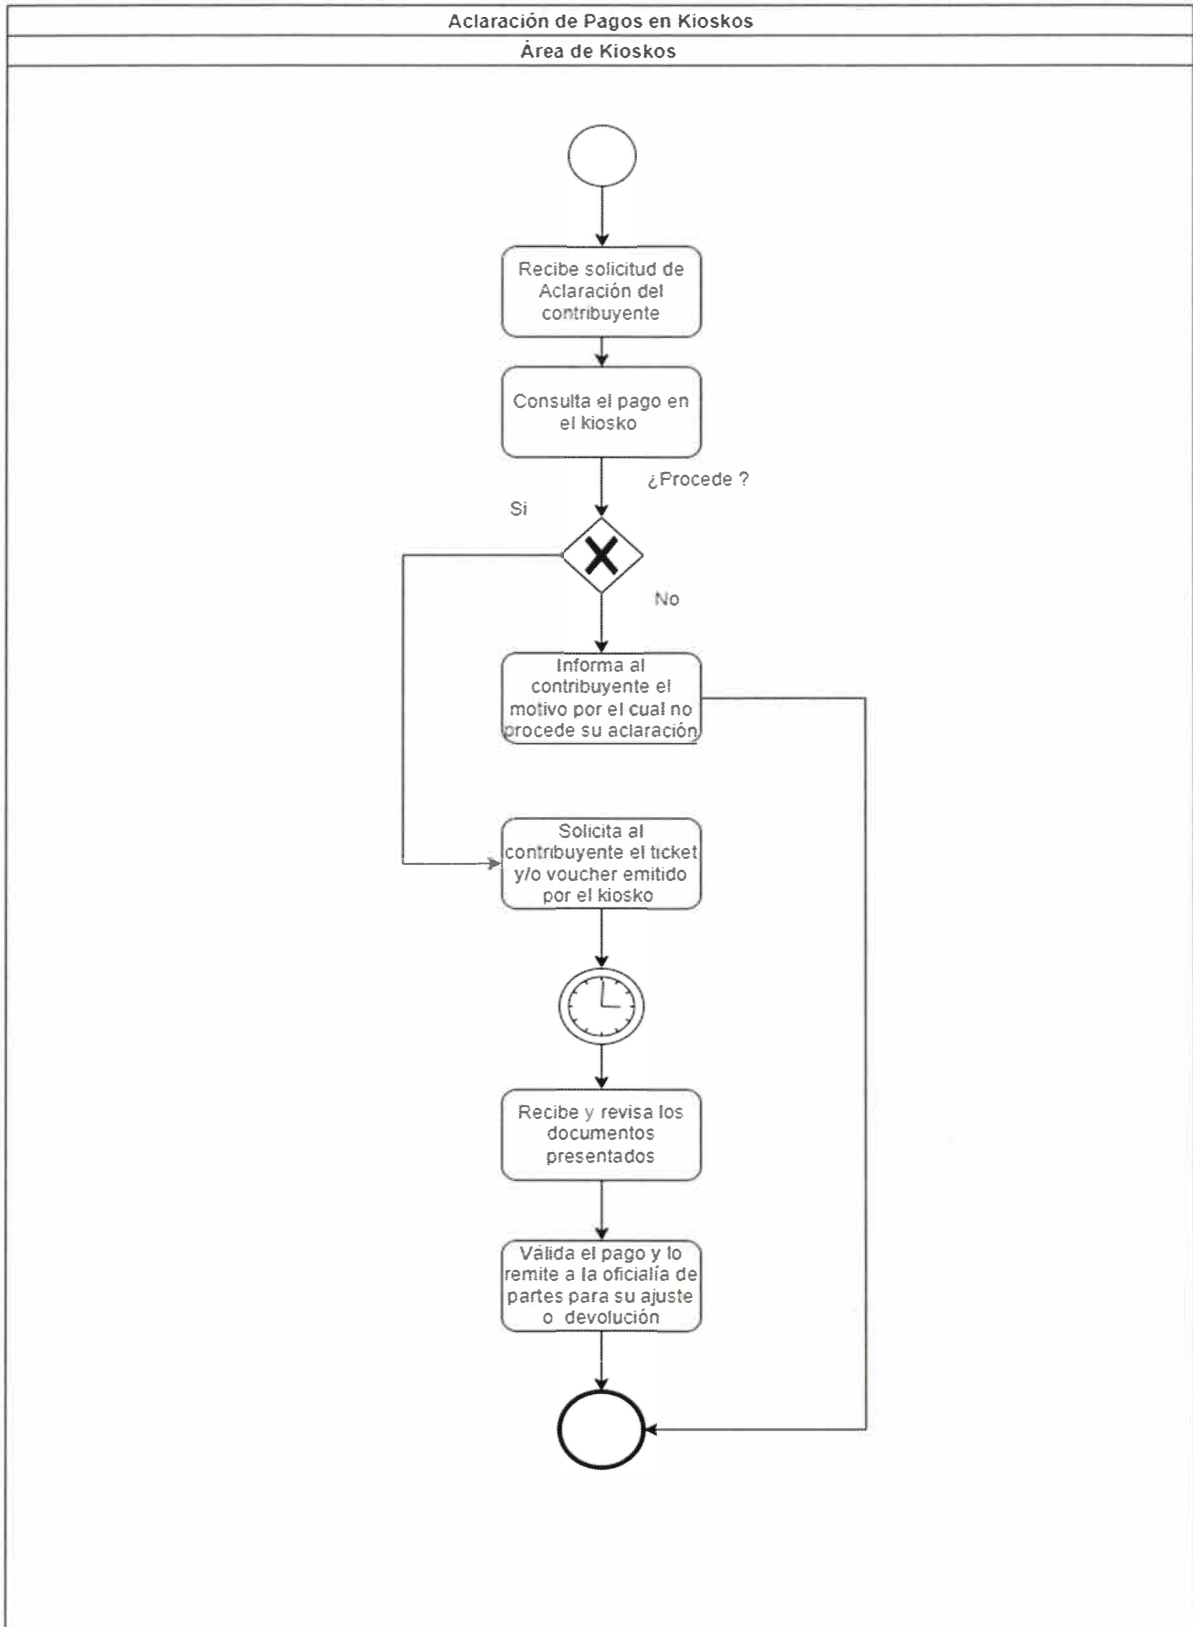 Aclaración de Pagos en Kioskos
Área de Kioskos
Recibe solicitud de
Aclaración del
contribuyente
Consulta el pago en
el kiosko
¿Procede ?
Si
No
Informa al
contribuyente el
motivo por el cual no
procede su aclaración
Solicita al
contribuyente el ticket
y/o voucher emitido
por el kiosko
Recibe y revisa los
documentos
presentados
Válida el pago y lo
remite a la oficialía de
partes para su ajuste
o devolución